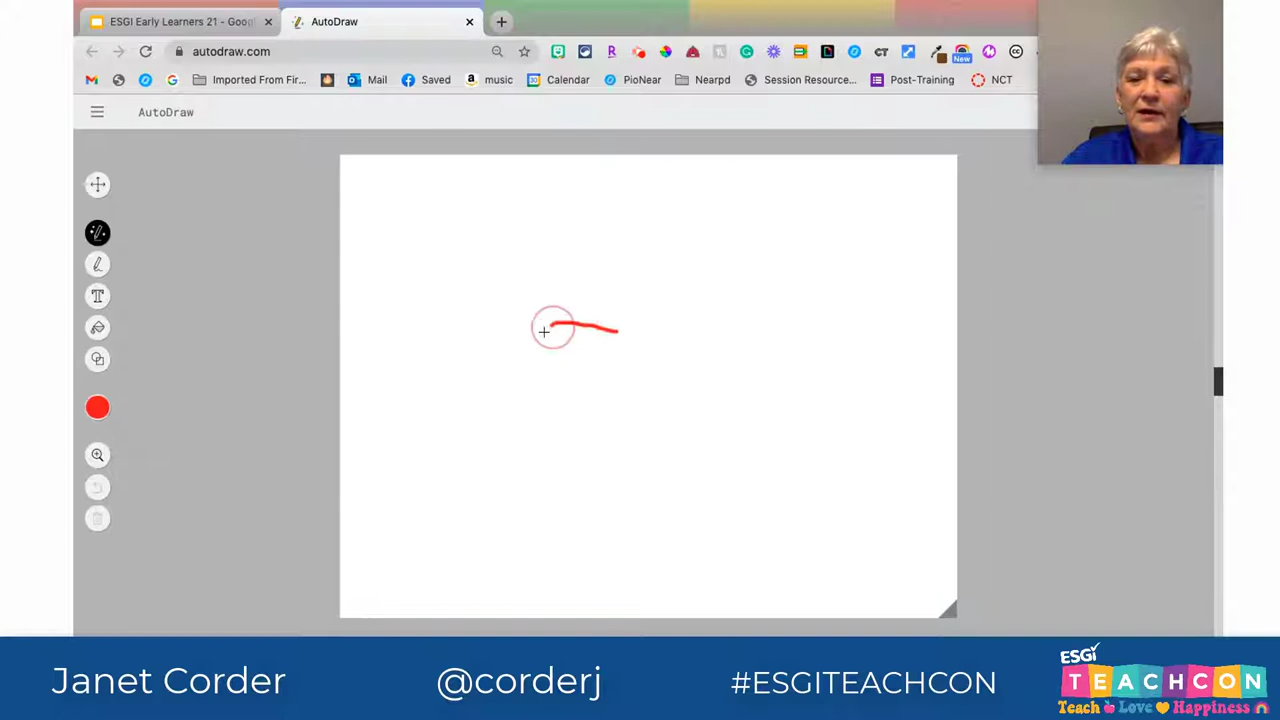 ESGI Early Learners 21 - Goo
AutoDraw
autodraw.com
New
Imported From Fir...
Mail
Saved
music
Calendar
PioNear
Nearpd
Session Resource...
Post-Training
NCT
AutoDraw
T
Janet Corder
@corderj
#ESGITEACHCON
ESGi
TEACHCON
Teach Love Happiness